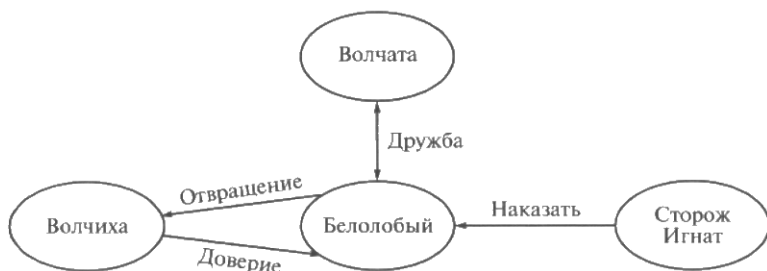 Волчата
Дружба
Отвращение
Волчиха
Белолобый
Наказать
Сторож
Игнат
Доверие